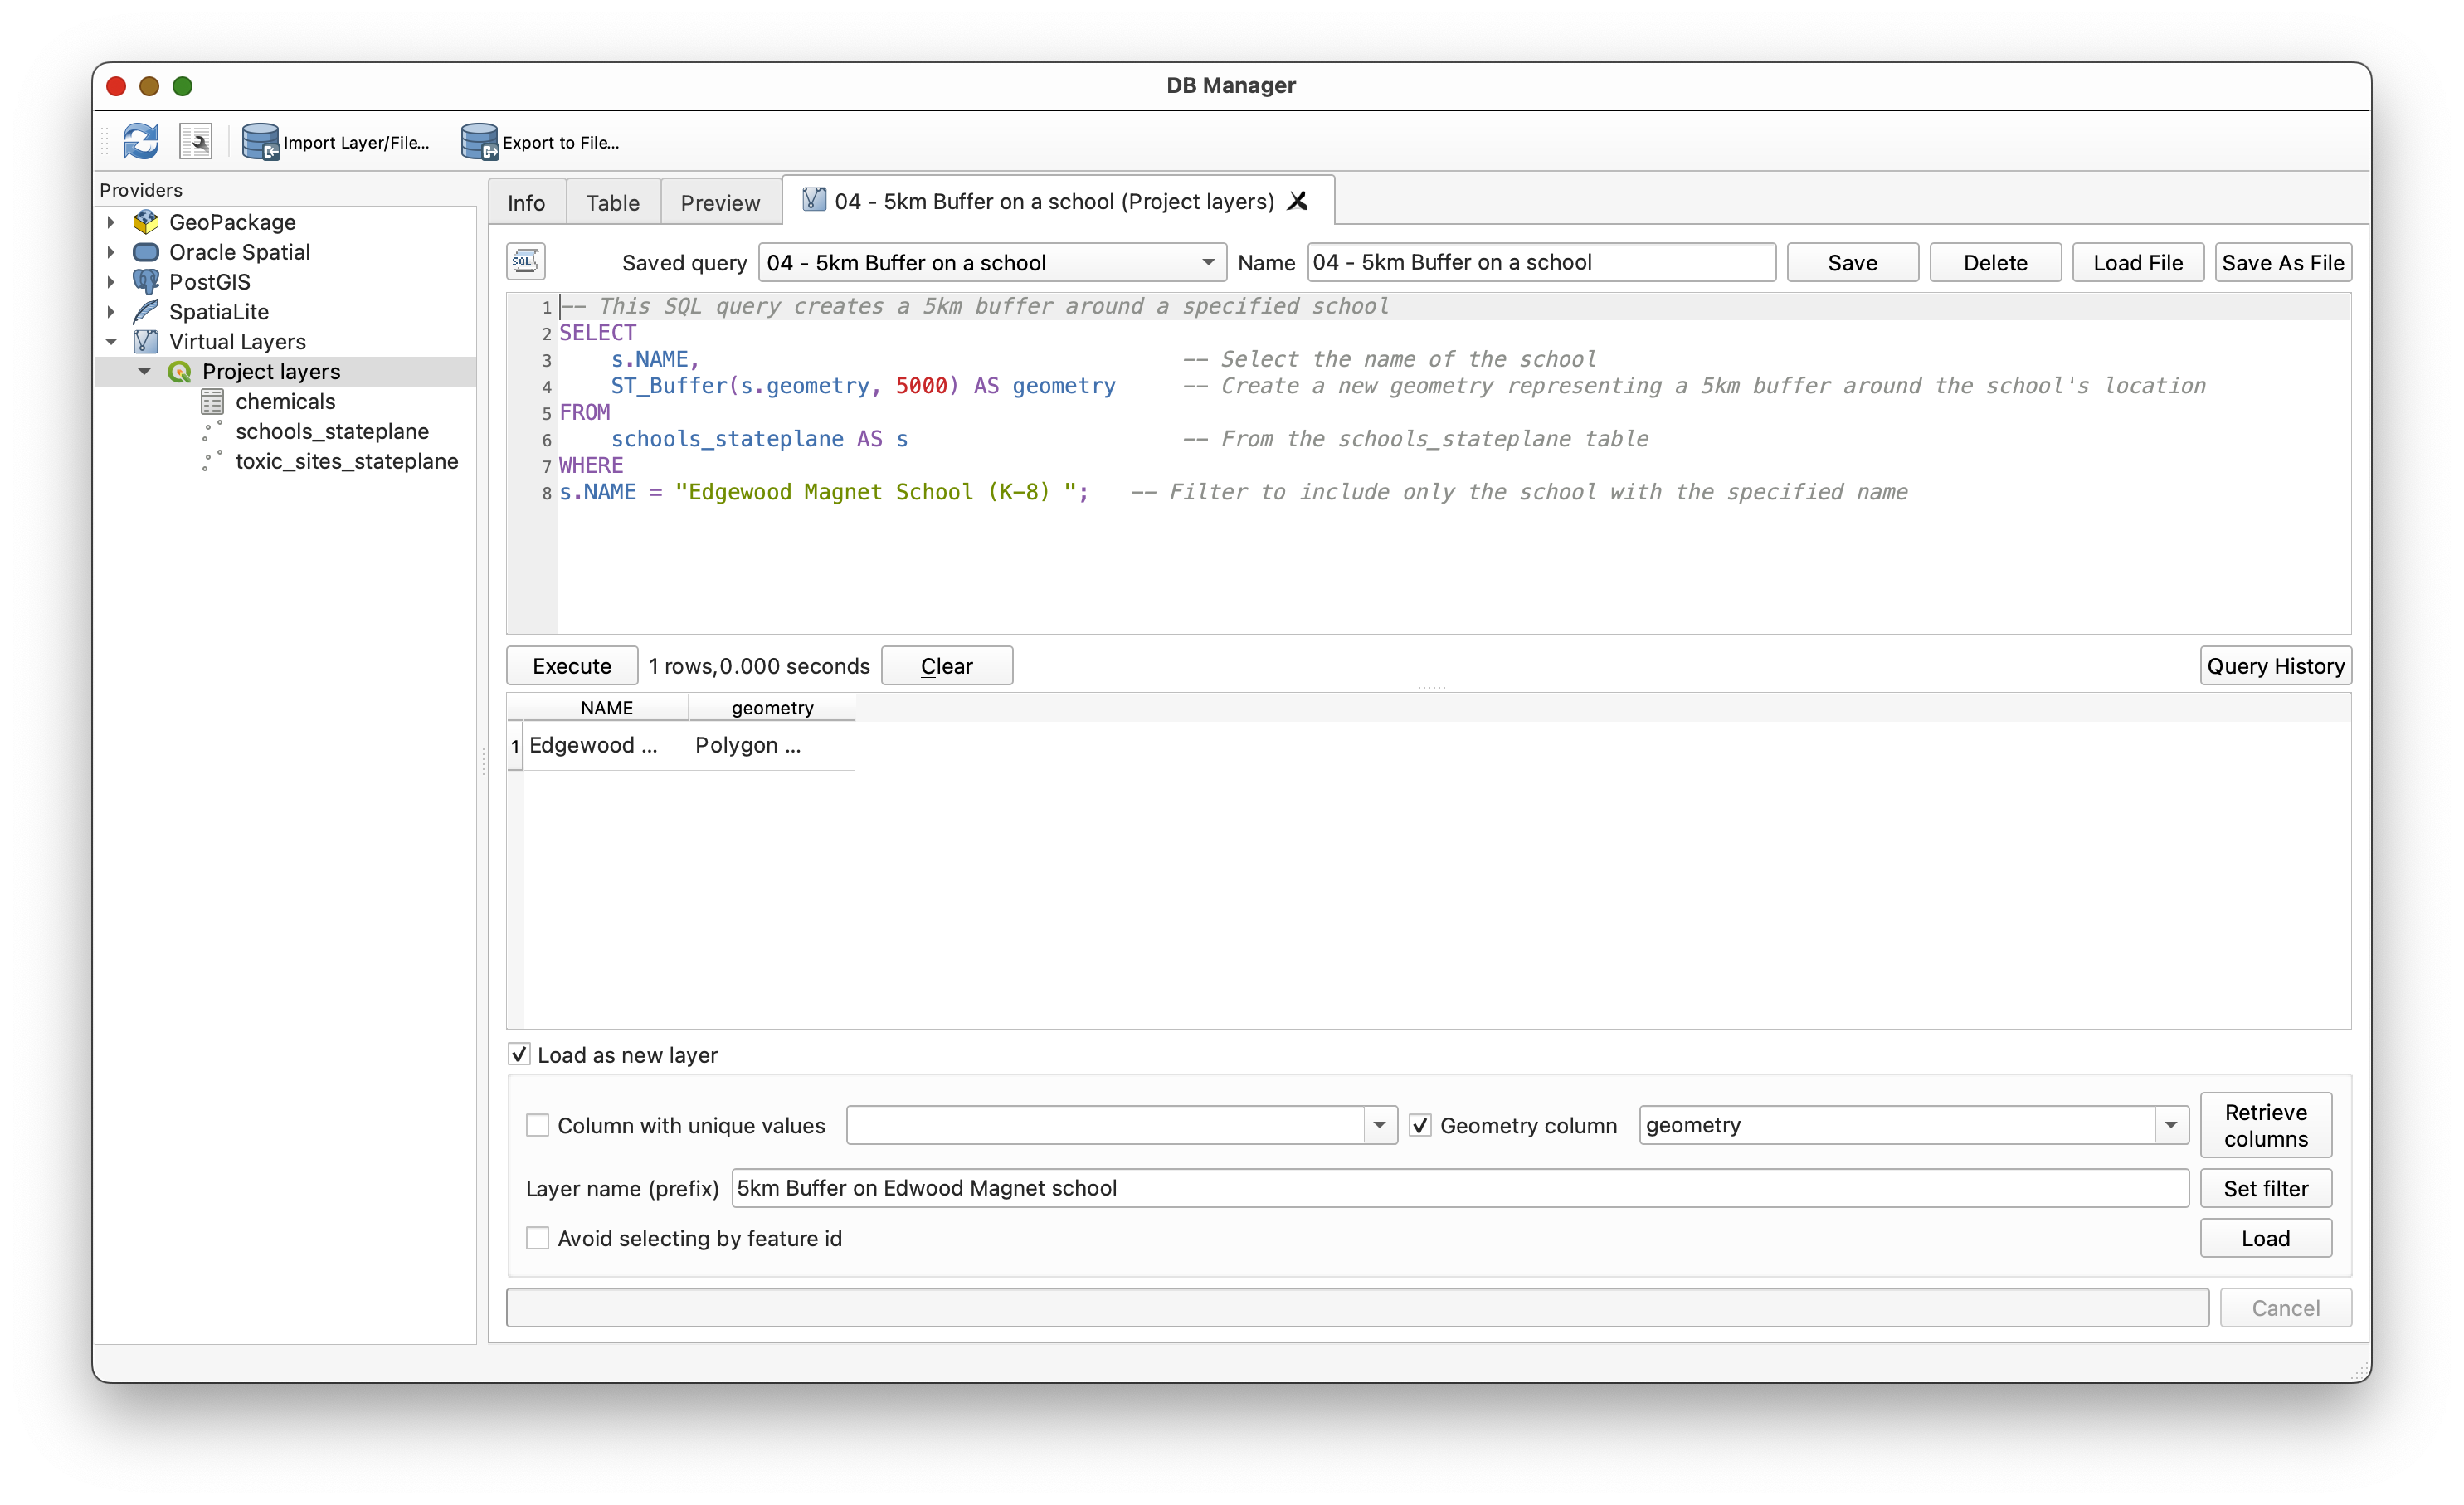 DB Manager
Import Layer/File... Export to File...
Providers
GeoPackage
Oracle Spatial
PostGIS
SpatiaLite
Virtual Layers
Project layers
chemicals
schools_stateplane
toxic_sites_stateplane
Info Table Preview 04 - 5km Buffer on a school (Project layers)
SQL Saved query 04 - 5km Buffer on a school Name 04 - 5km Buffer on a school Save Delete Load File Save As File
1 -- This SQL query creates a 5km buffer around a specified school
2 SELECT
3 s.NAME, -- Select the name of the school
4 ST_Buffer(s.geometry, 5000) AS geometry -- Create a new geometry representing a 5km buffer around the school's location
5 FROM
6 schools_stateplane AS s -- From the schools_stateplane table
7 WHERE
8 s.NAME = "Edgewood Magnet School (K-8) "; -- Filter to include only the school with the specified name
Execute 1 rows,0.000 seconds Clear Query History
NAME geometry
1 Edgewood ... Polygon ...
Load as new layer
Column with unique values Geometry column geometry Retrieve columns
Layer name (prefix) 5km Buffer on Edwood Magnet school Set filter
Avoid selecting by feature id Load
Cancel